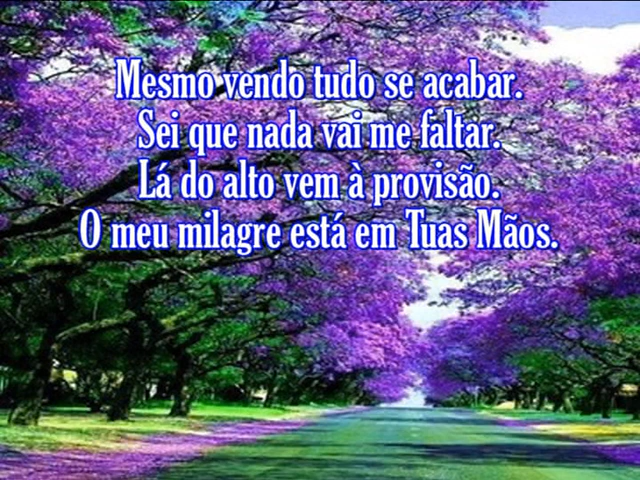 Mesmo vendo tudo se acabar.
Sei que nada vai me faltar.
Lá do alto vem à provisão.
O meu milagre está em Tuas Mãos.